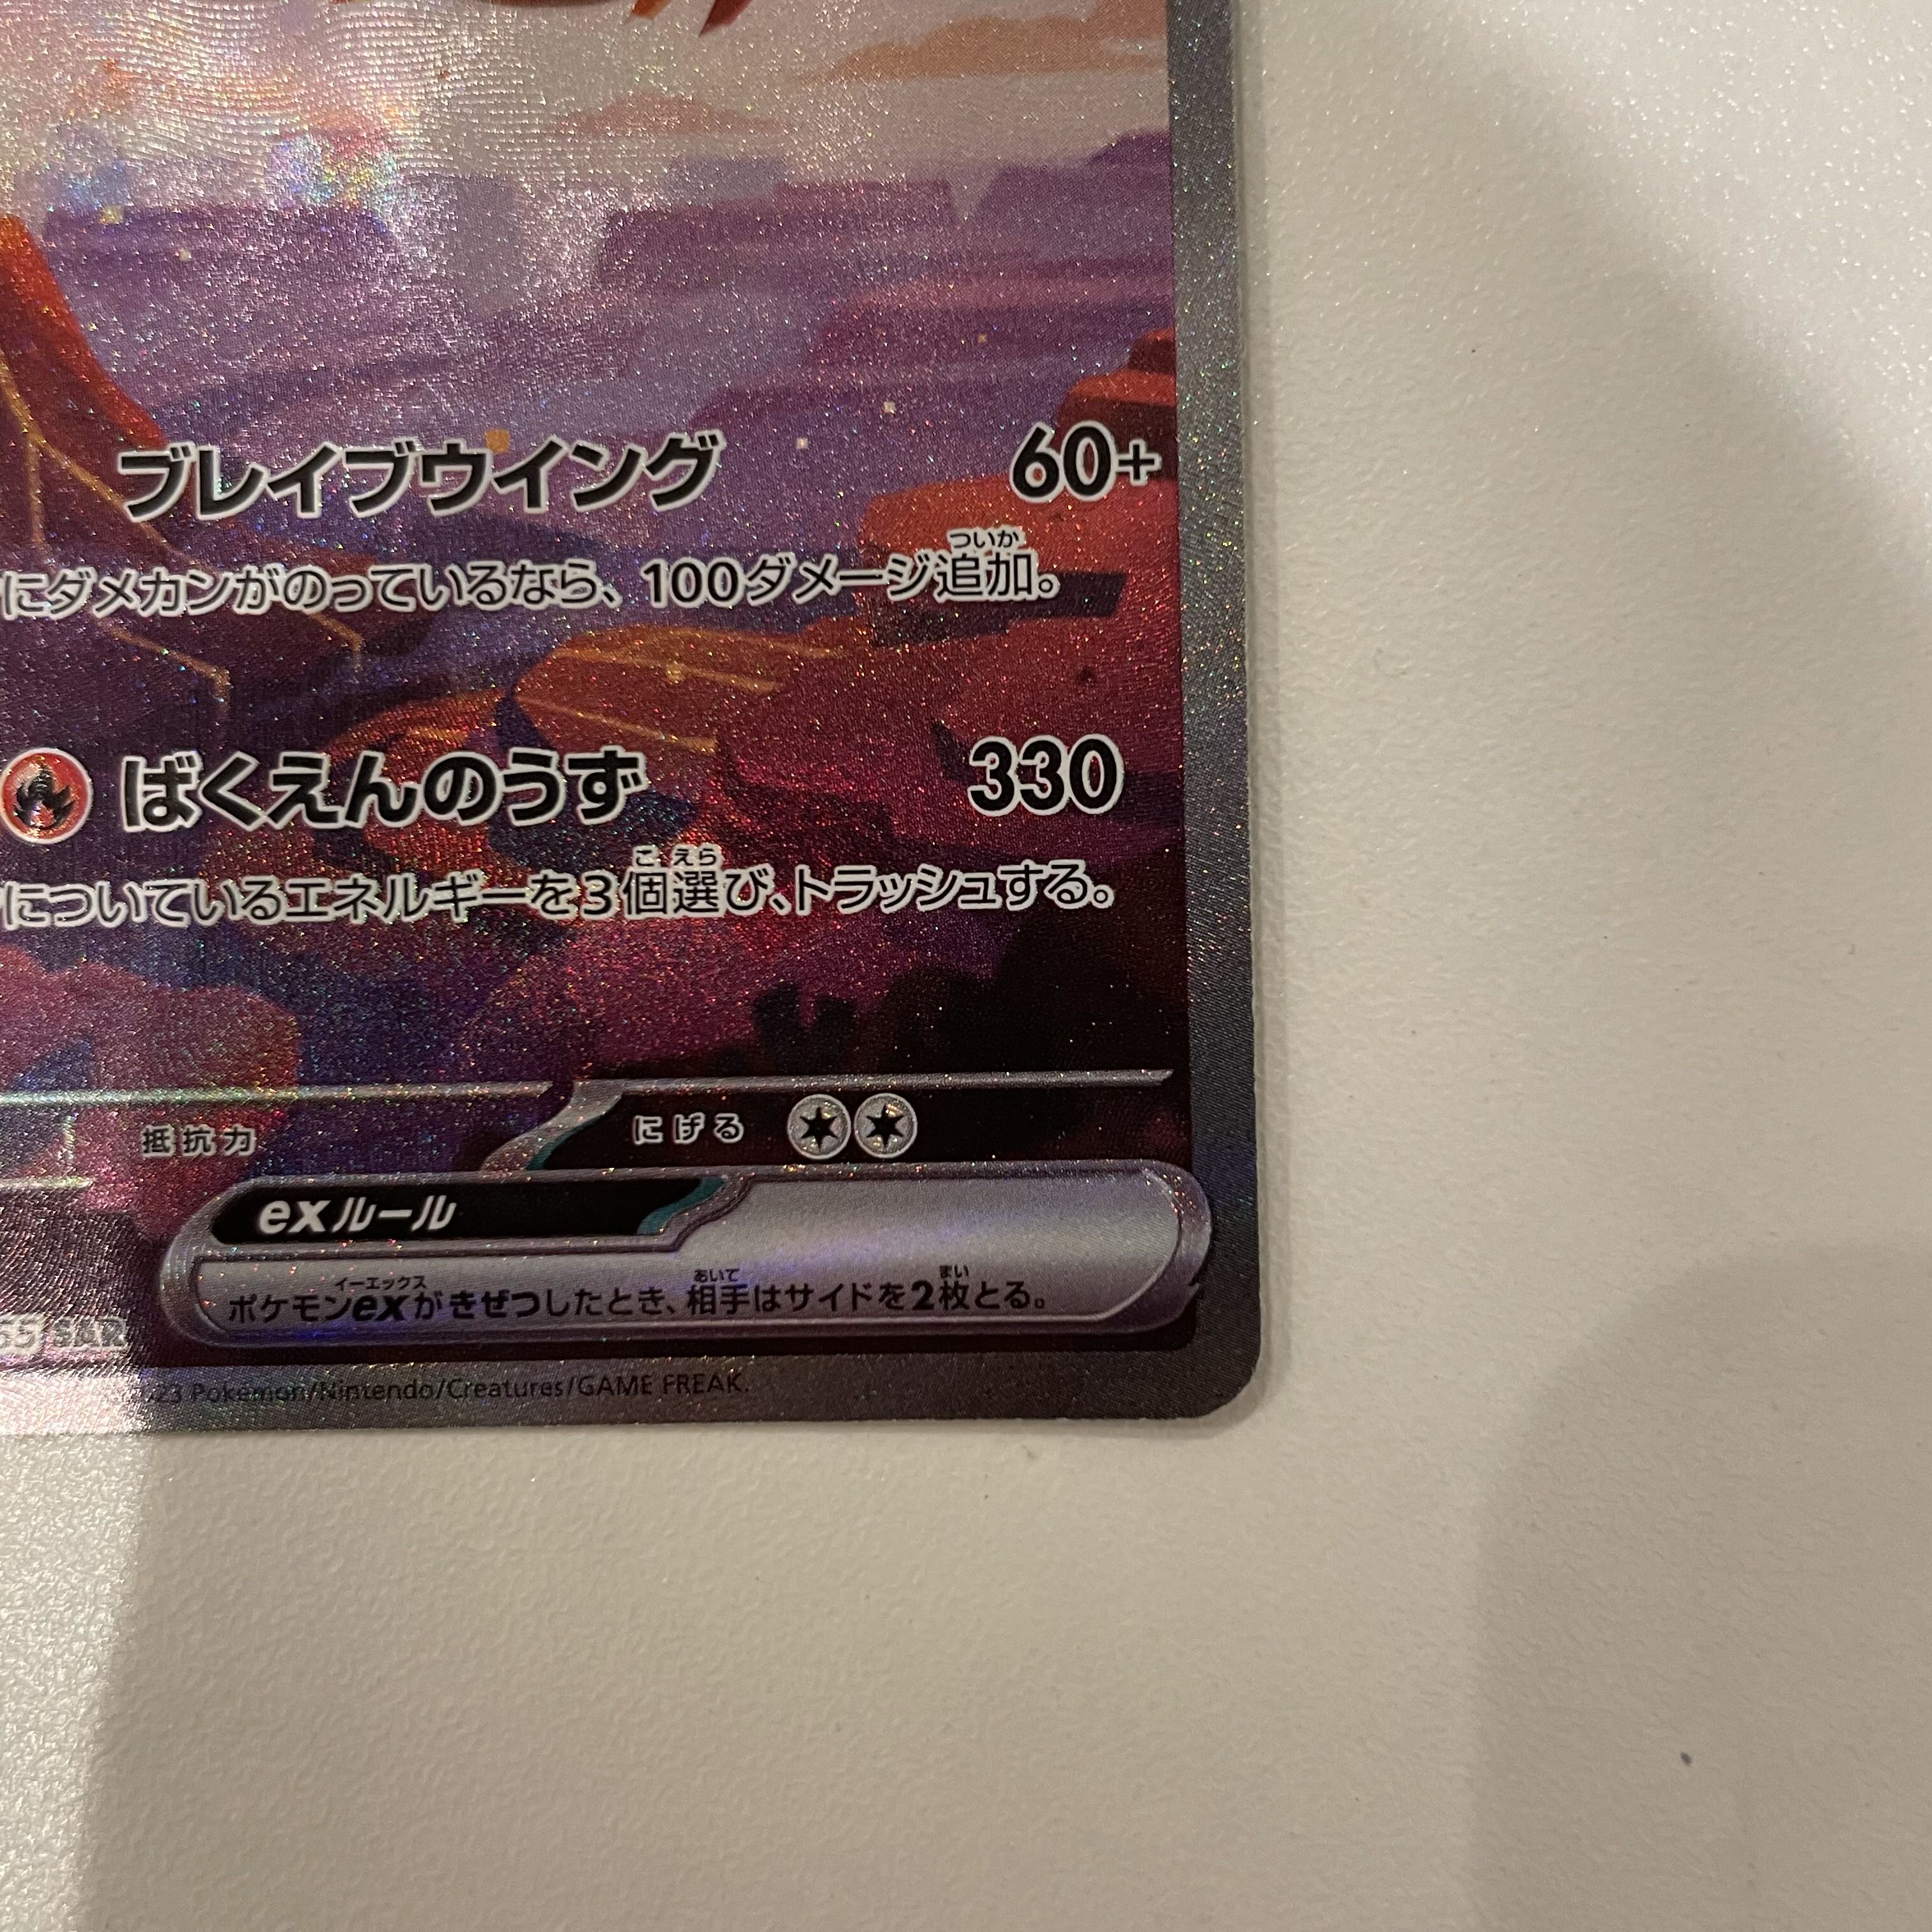 ブレイブウイング 60+
ついか
にダメカンがのっているなら、100ダメージ追加。
ばくえんのうず 330
こ えら
についているエネルギーを3個選び、トラッシュする。
抵抗力 にげる
exルール
イーエックス あいて まい
ポケモンexがきぜつしたとき、相手はサイドを2枚とる。
65 SAR
23 Pokémon/Nintendo/Creatures/GAME FREAK.